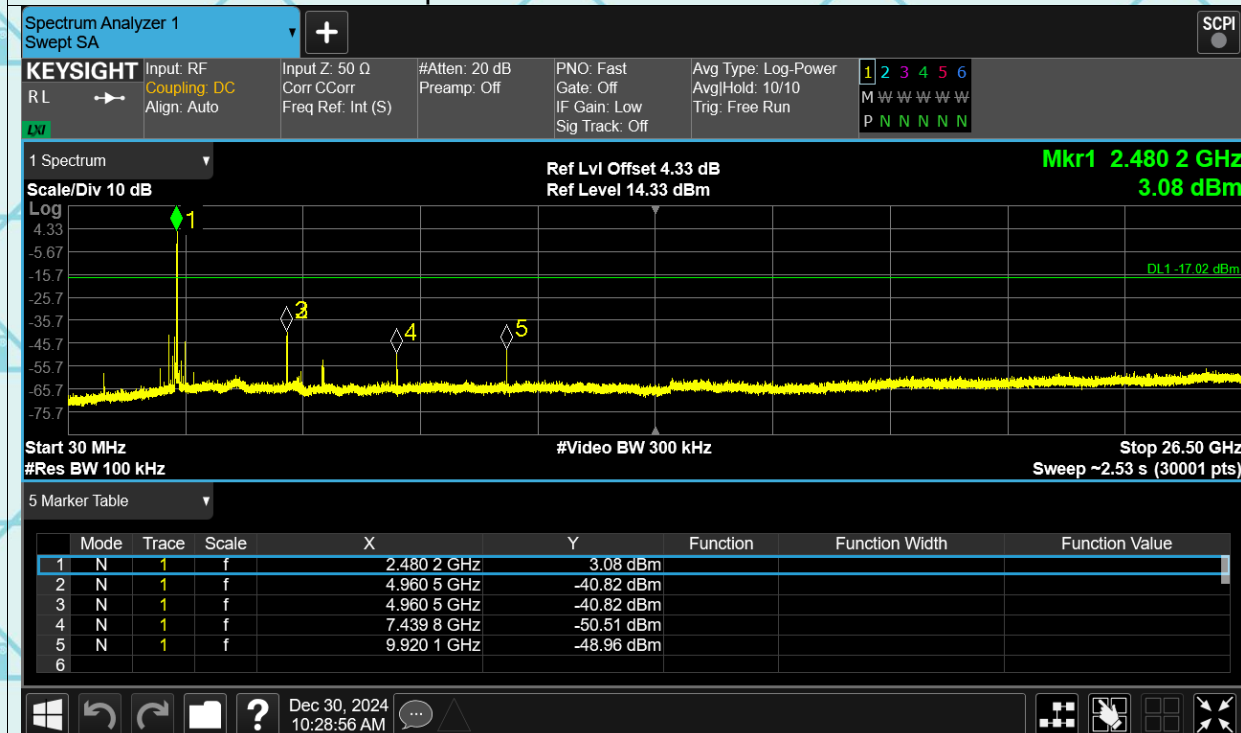 Spectrum Analyzer 1
Swept SA
+
SCPI
KEYSIGHT
RL
LXI
Input: RF
Coupling: DC
Align: Auto
Input Z: 50 Ω
Corr CCorr
Freq Ref: Int (S)
#Atten: 20 dB
Preamp: Off
PNO: Fast
Gate: Off
IF Gain: Low
Sig Track: Off
Avg Type: Log-Power
Avg|Hold: 10/10
Trig: Free Run
1 2 3 4 5 6
M W W W W W
P N N N N N N
1 Spectrum
Scale/Div 10 dB
Ref Lvl Offset 4.33 dB
Ref Level 14.33 dBm
Mkr1 2.480 2 GHz
3.08 dBm
Log
4.33
-5.67
-15.7
-25.7
-35.7
-45.7
-55.7
-65.7
-75.7
1
3
4
5
DL1 -17.02 dBm
Start 30 MHz
#Video BW 300 kHz
Stop 26.50 GHz
#Res BW 100 kHz
Sweep ~2.53 s (30001 pts)
5 Marker Table
Mode Trace Scale X Y Function Function Width Function Value
1 N 1 f 2.480 2 GHz 3.08 dBm
2 N 1 f 4.960 5 GHz -40.82 dBm
3 N 1 f 4.960 5 GHz -40.82 dBm
4 N 1 f 7.439 8 GHz -50.51 dBm
5 N 1 f 9.920 1 GHz -48.96 dBm
6
?
Dec 30, 2024
10:28:56 AM